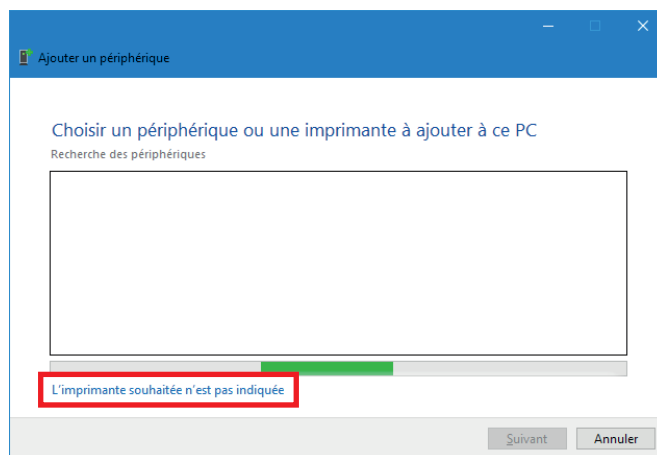 Ajouter un périphérique
Choisir un périphérique ou une imprimante à ajouter à ce PC
Recherche des périphériques
L'imprimante souhaitée n'est pas indiquée
Suivant
Annuler